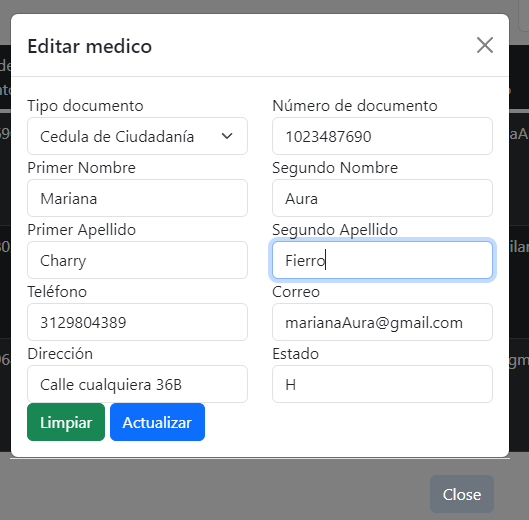 Editar medico
Tipo documento Número de documento
Cedula de Ciudadanía 1023487690
Primer Nombre Segundo Nombre
Mariana Aura
Primer Apellido Segundo Apellido
Charry Fierro
Teléfono Correo
3129804389 marianaAura@gmail.com
Dirección Estado
Calle cualquiera 36B H
Limpiar Actualizar
Close